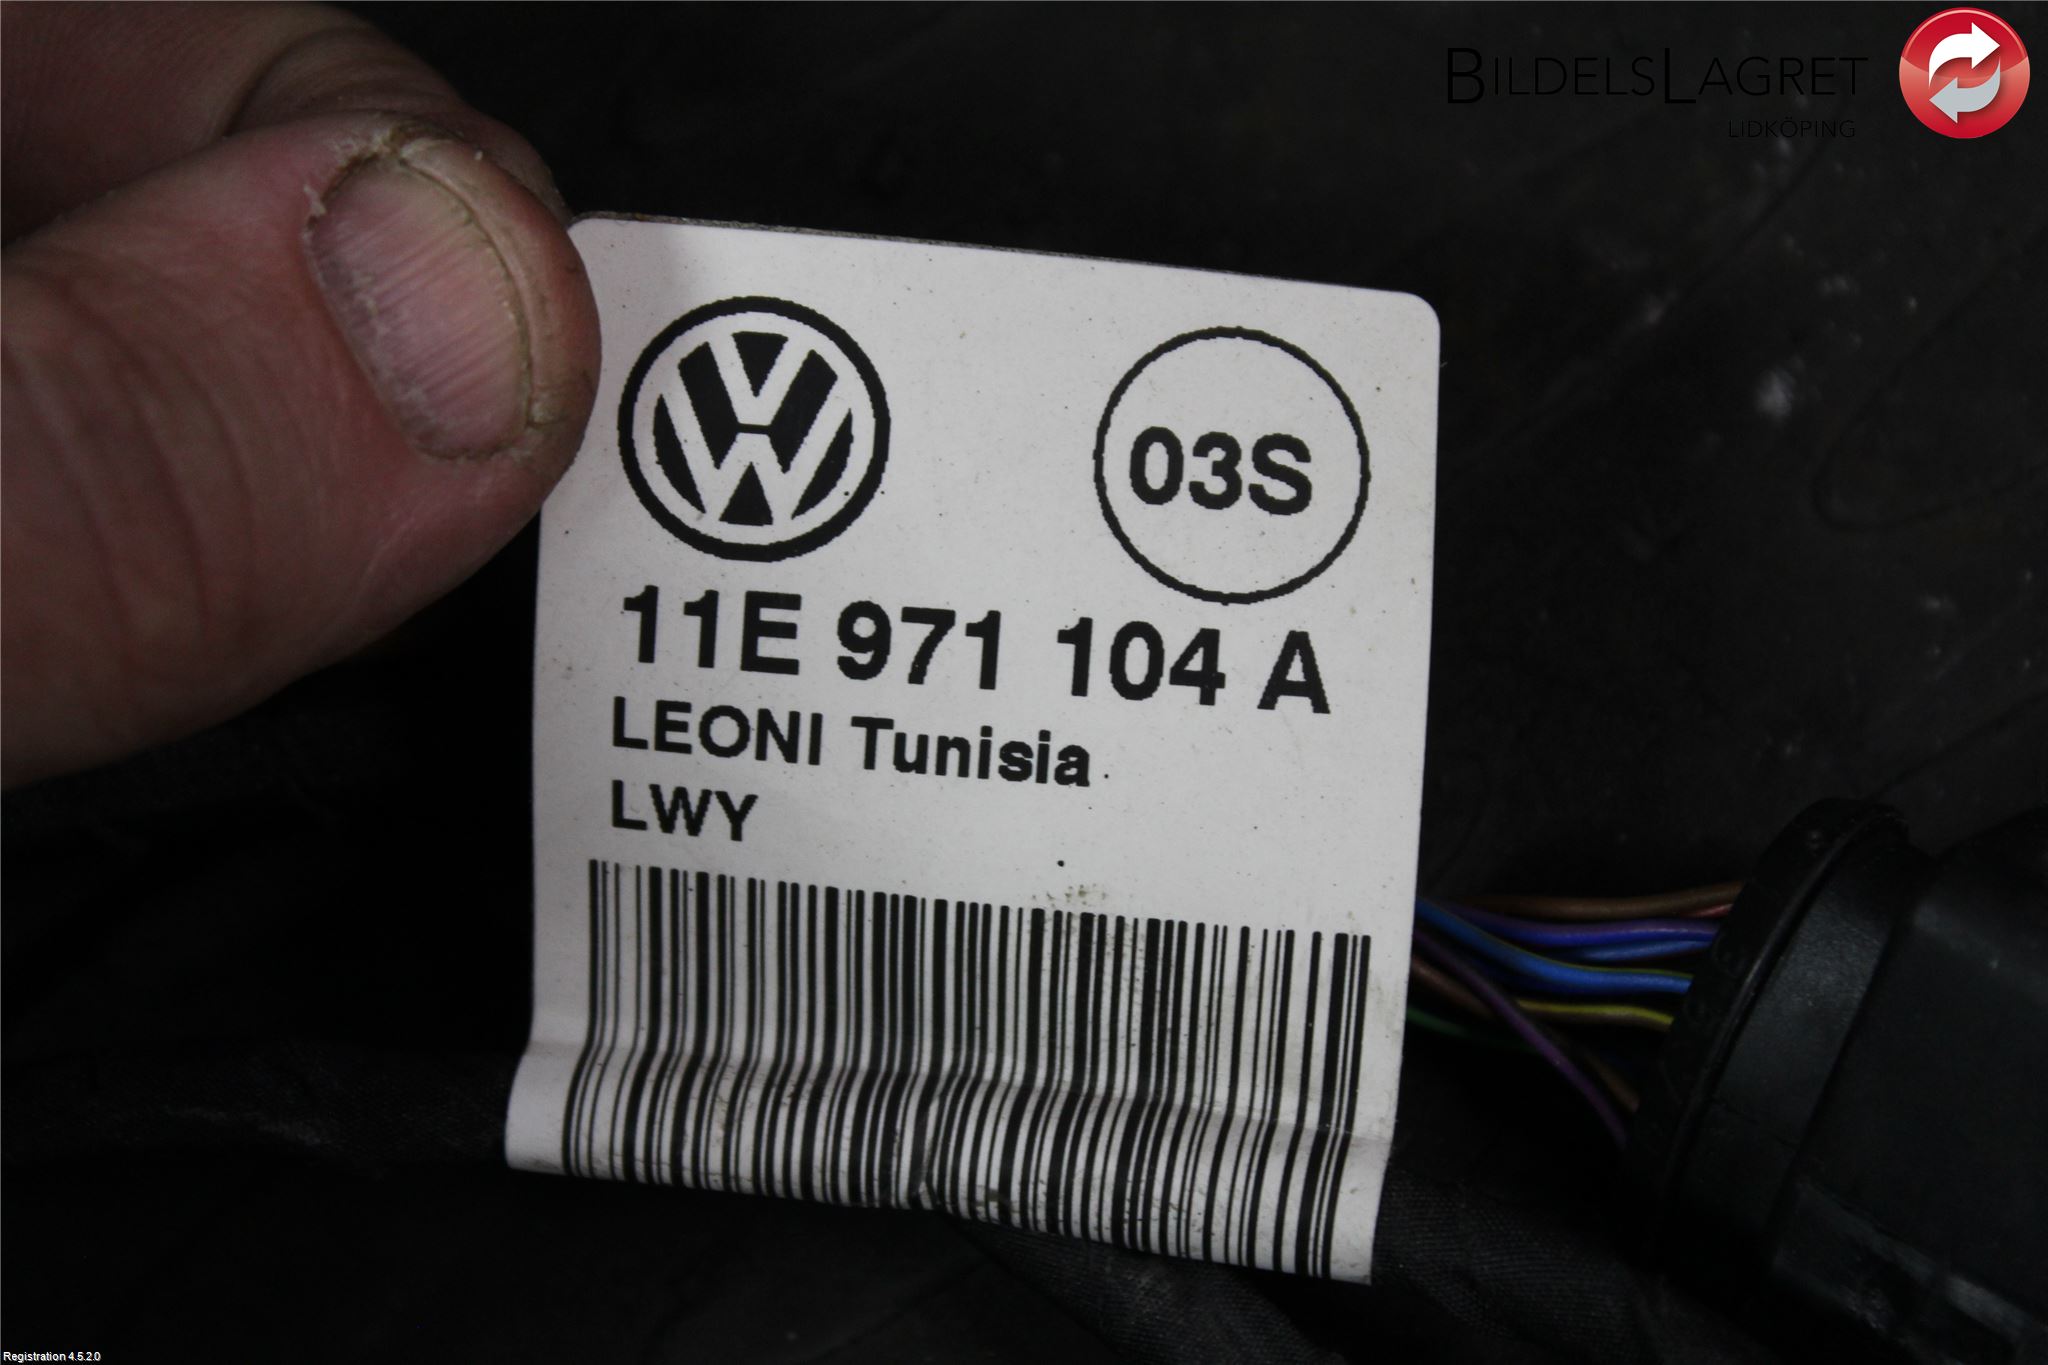 BILDELSLAGRET
LIDKÖPING
03S
11E 971 104 A
LEONI Tunisia
LWY
Registration 4.5.2.0